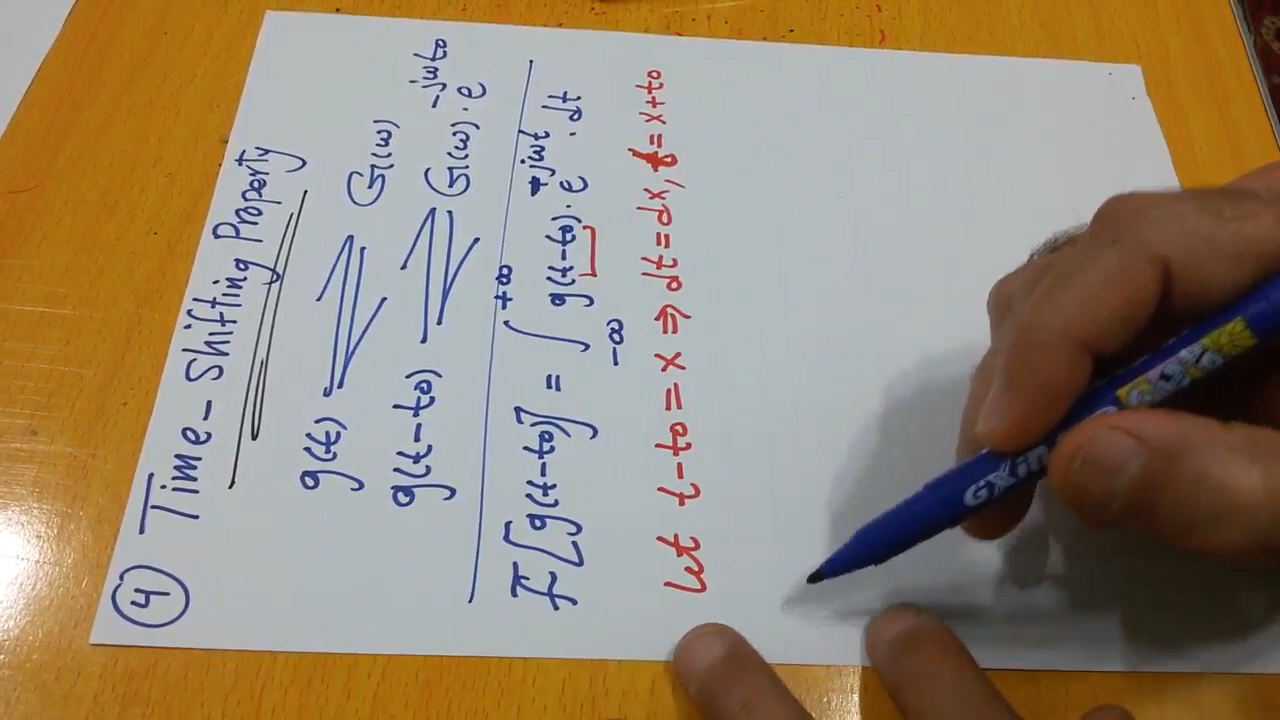 ④ Time-Shifting Property
g(t) ⇌ G(ω)
g(t-to) ⇌ G(ω)·e^-jωto
F[g(t-to)] = ∫_-∞^+∞ g(t-to)·e^-jωt·dt
Let t-to = x ⇒ dt = dx, t = x+to